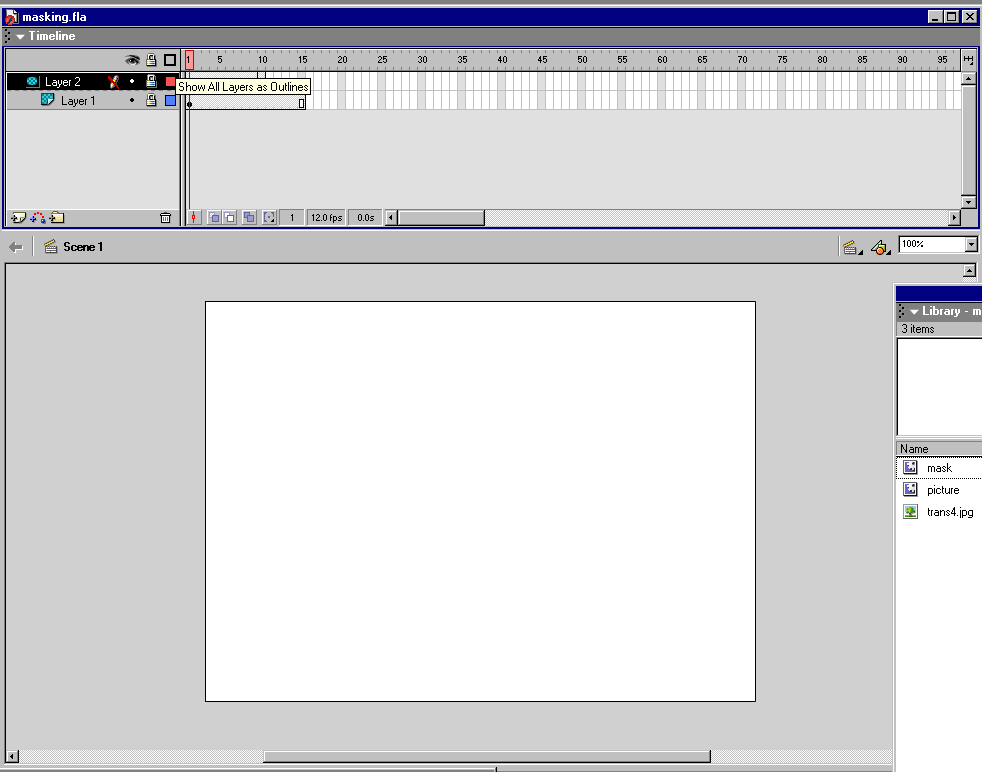 masking.fla
Timeline
1 5 10 15 20 25 30 35 40 45 50 55 60 65 70 75 80 85 90 95
Layer 2
Show All Layers as Outlines
Layer 1
1 12.0 fps 0.0s
Scene 1
100%
Library - m
3 items
Name
mask
picture
trans4.jpg